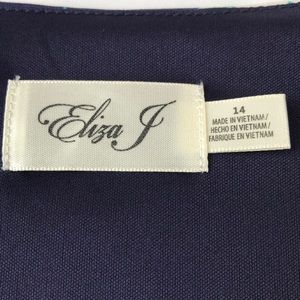 Eliza J
14
MADE IN VIETNAM/
HECHO EN VIETNAM/
FABRIQUE EN VIETNAM